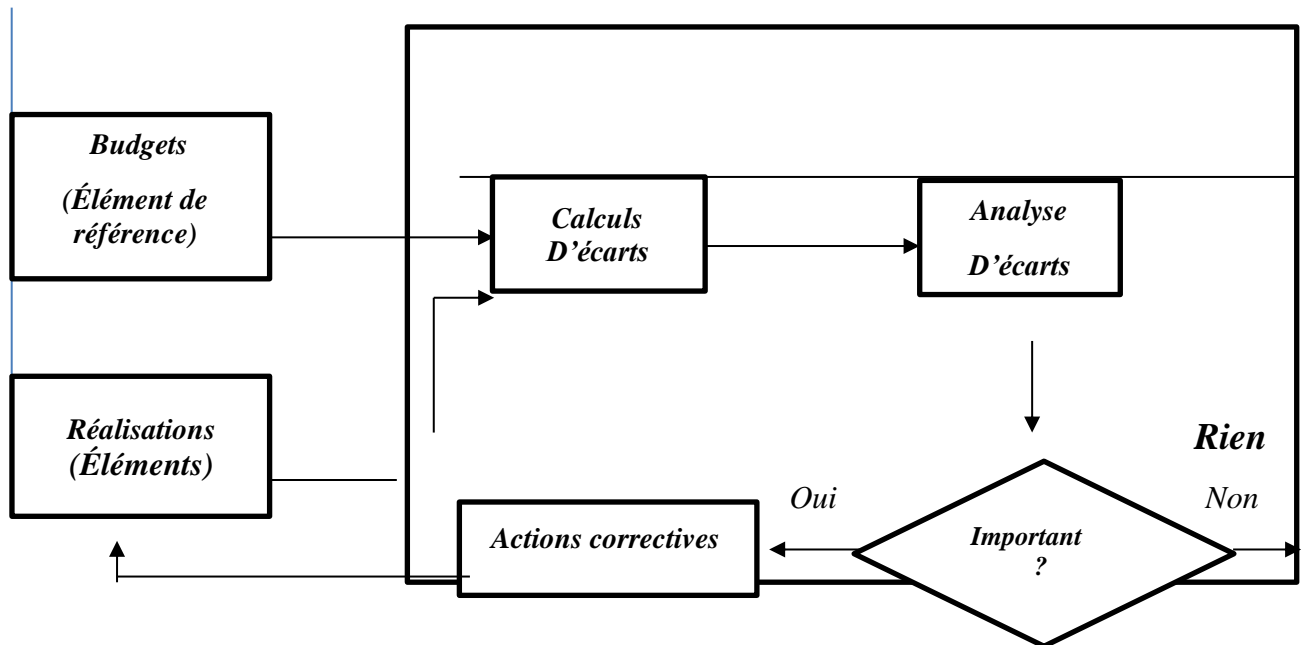 Budgets
(Élément de
référence)
Calculs
D’écarts
Analyse
D’écarts
Réalisations
(Éléments)
Rien
Oui
Non
Actions correctives
Important
?